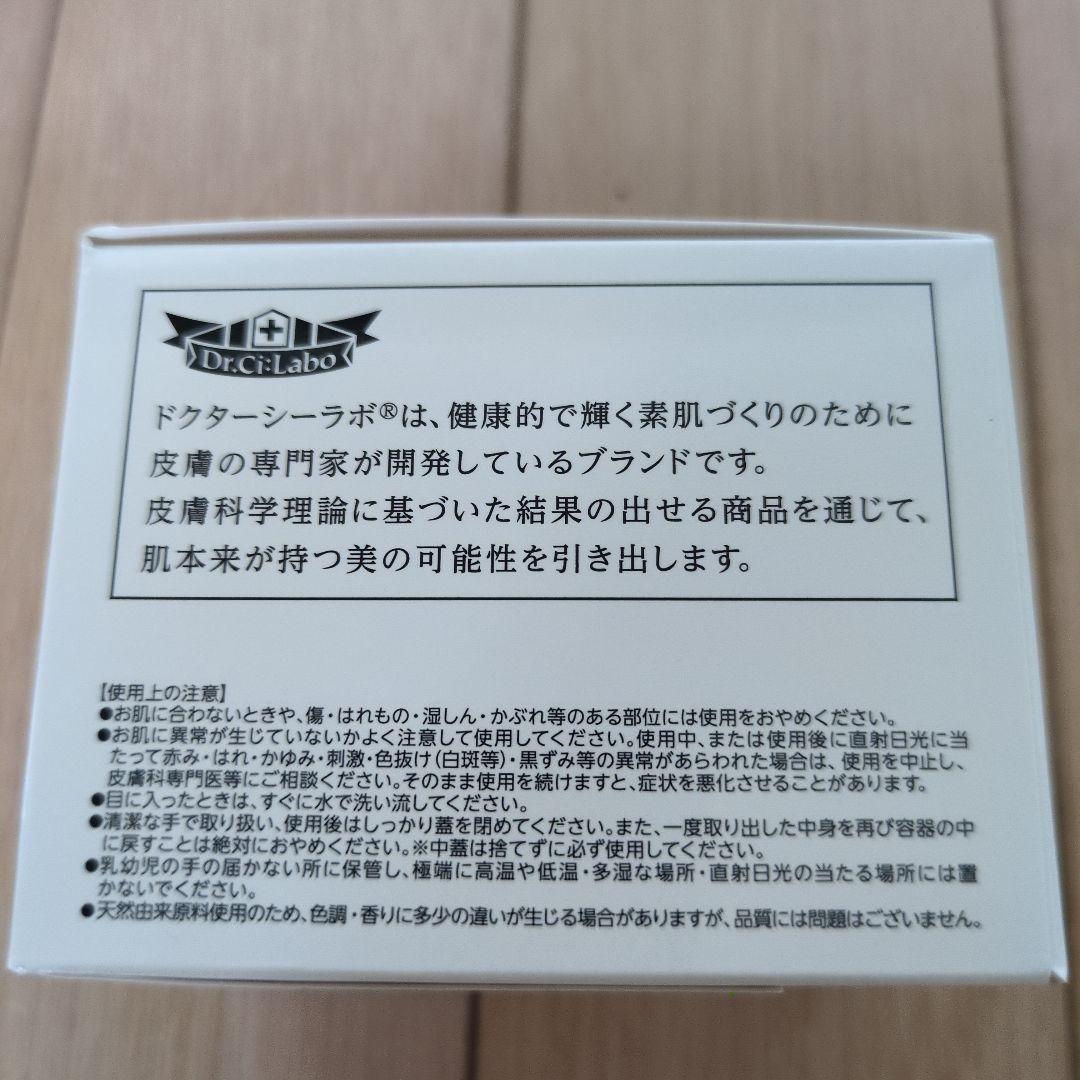 Dr.Ci:Labo
ドクターシーラボ®は、健康的で輝く素肌づくりのために
皮膚の専門家が開発しているブランドです。
皮膚科学理論に基づいた結果の出せる商品を通じて、
肌本来が持つ美の可能性を引き出します。
【使用上の注意】
●お肌に合わないときや、傷・はれもの・湿しん・かぶれ等のある部位には使用をおやめください。
●お肌に異常が生じていないかよく注意して使用してください。使用中、または使用後に直射日光に当
たって赤み・はれ・かゆみ・刺激・色抜け(白斑等)・黒ずみ等の異常があらわれた場合は、使用を中止し、
皮膚科専門医等にご相談ください。そのまま使用を続けますと、症状を悪化させることがあります。
●目に入ったときは、すぐに水で洗い流してください。
●清潔な手で取り扱い、使用後はしっかり蓋を閉めてください。また、一度取り出した中身を再び容器の中
に戻すことは絶対におやめください。※中蓋は捨てずに必ず使用してください。
●乳幼児の手の届かない所に保管し、極端に高温や低温・多湿な場所・直射日光の当たる場所には置
かないでください。
●天然由来原料使用のため、色調・香りに多少の違いが生じる場合がありますが、品質には問題はございません。